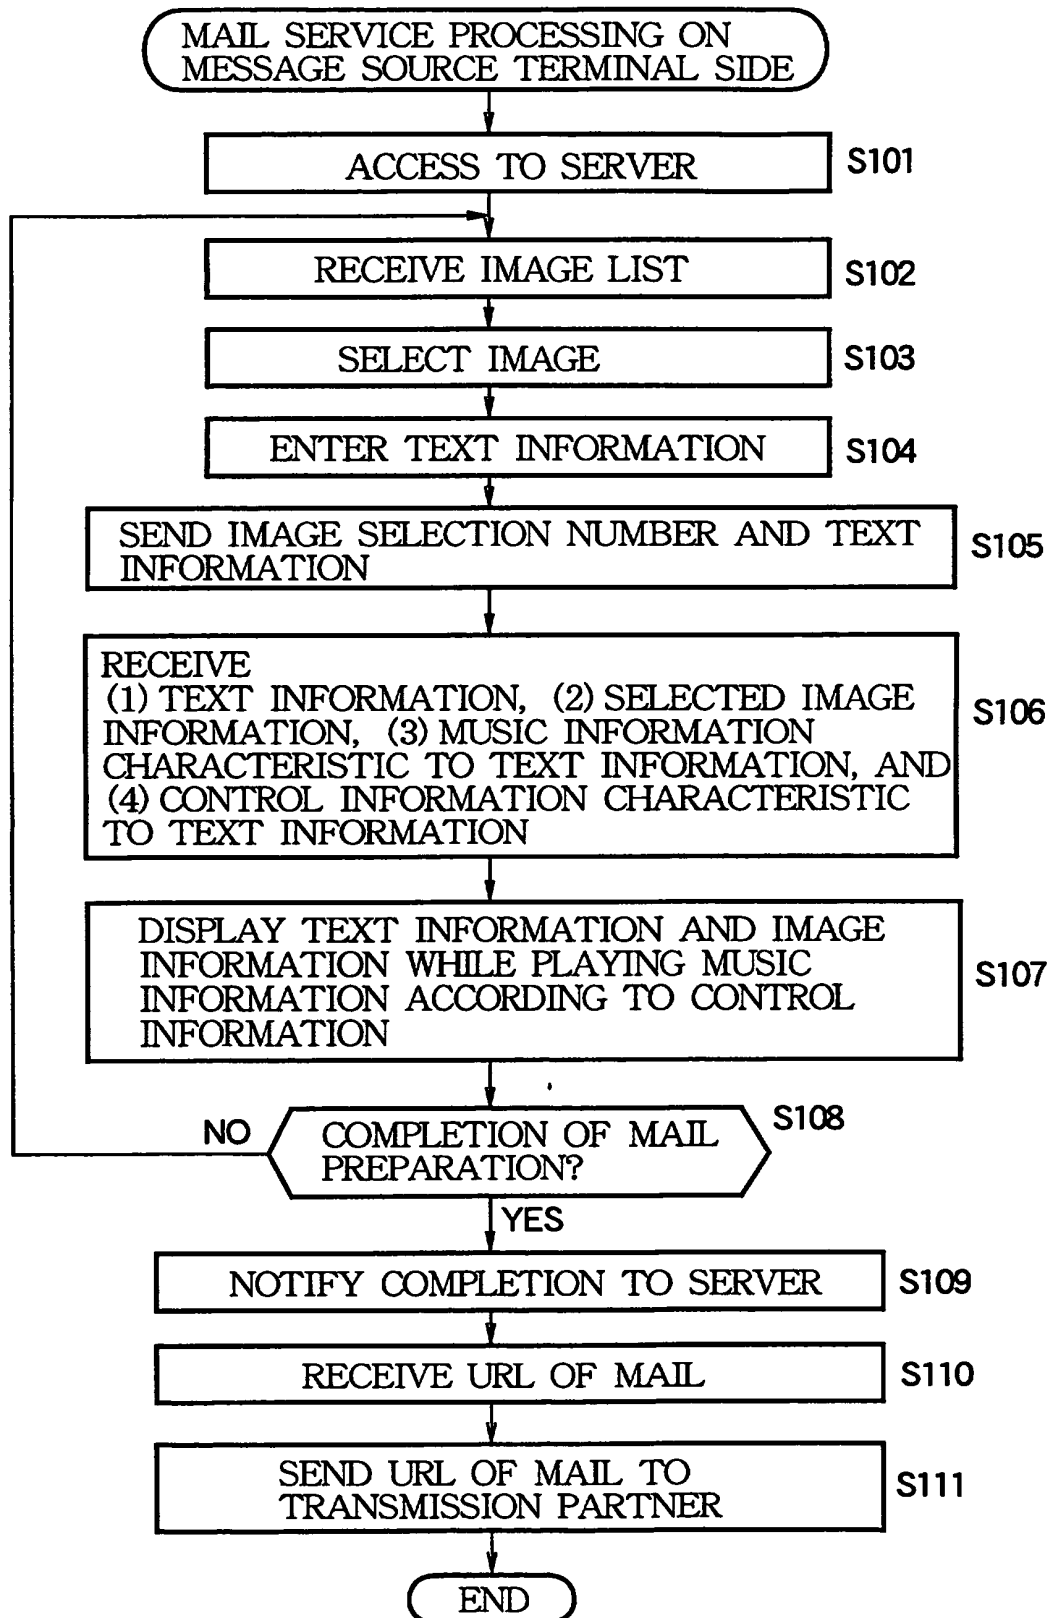 MAIL SERVICE PROCESSING ON
MESSAGE SOURCE TERMINAL SIDE
ACCESS TO SERVER S101
RECEIVE IMAGE LIST S102
SELECT IMAGE S103
ENTER TEXT INFORMATION S104
SEND IMAGE SELECTION NUMBER AND TEXT
INFORMATION
S105
RECEIVE
(1) TEXT INFORMATION, (2) SELECTED IMAGE
INFORMATION, (3) MUSIC INFORMATION
CHARACTERISTIC TO TEXT INFORMATION, AND
(4) CONTROL INFORMATION CHARACTERISTIC
TO TEXT INFORMATION
S106
DISPLAY TEXT INFORMATION AND IMAGE
INFORMATION WHILE PLAYING MUSIC
INFORMATION ACCORDING TO CONTROL
INFORMATION
S107
NO
COMPLETION OF MAIL
PREPARATION?
S108
YES
NOTIFY COMPLETION TO SERVER S109
RECEIVE URL OF MAIL S110
SEND URL OF MAIL TO
TRANSMISSION PARTNER
S111
END